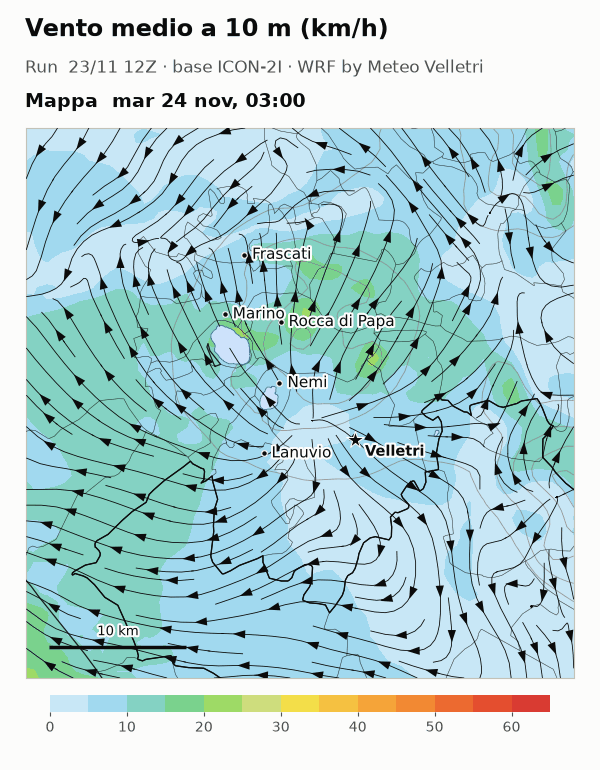 Vento medio a 10 m (km/h)
Run 23/11 12Z · base ICON-2I · WRF by Meteo Velletri
Mappa mar 24 nov, 03:00
Frascati
Marino
Rocca di Papa
Nemi
Velletri
Lanuvio
10 km
0 10 20 30 40 50 60